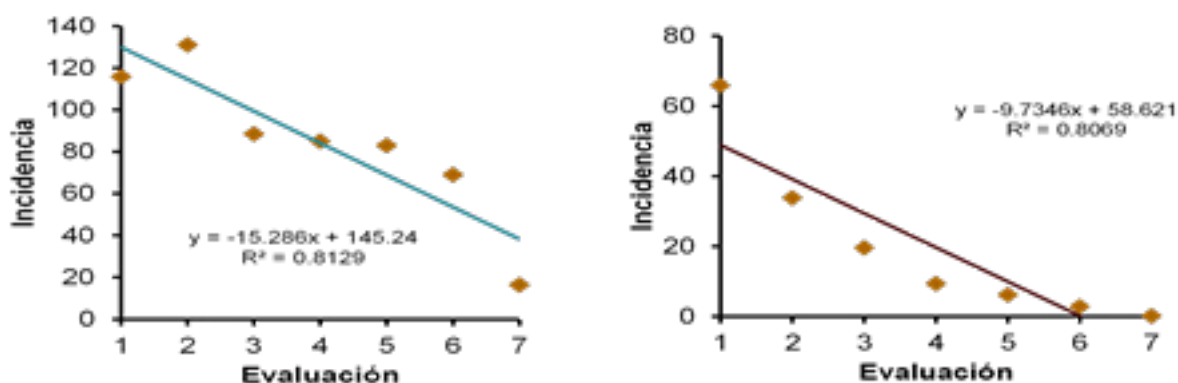 140
120
100
80
60
40
20
0
Incidencia
y = -15.286x + 145.24
R² = 0.8129
1 2 3 4 5 6 7
Evaluación
80
60
40
20
0
Incidencia
y = -9.7346x + 58.621
R² = 0.8069
1 2 3 4 5 6 7
Evaluación